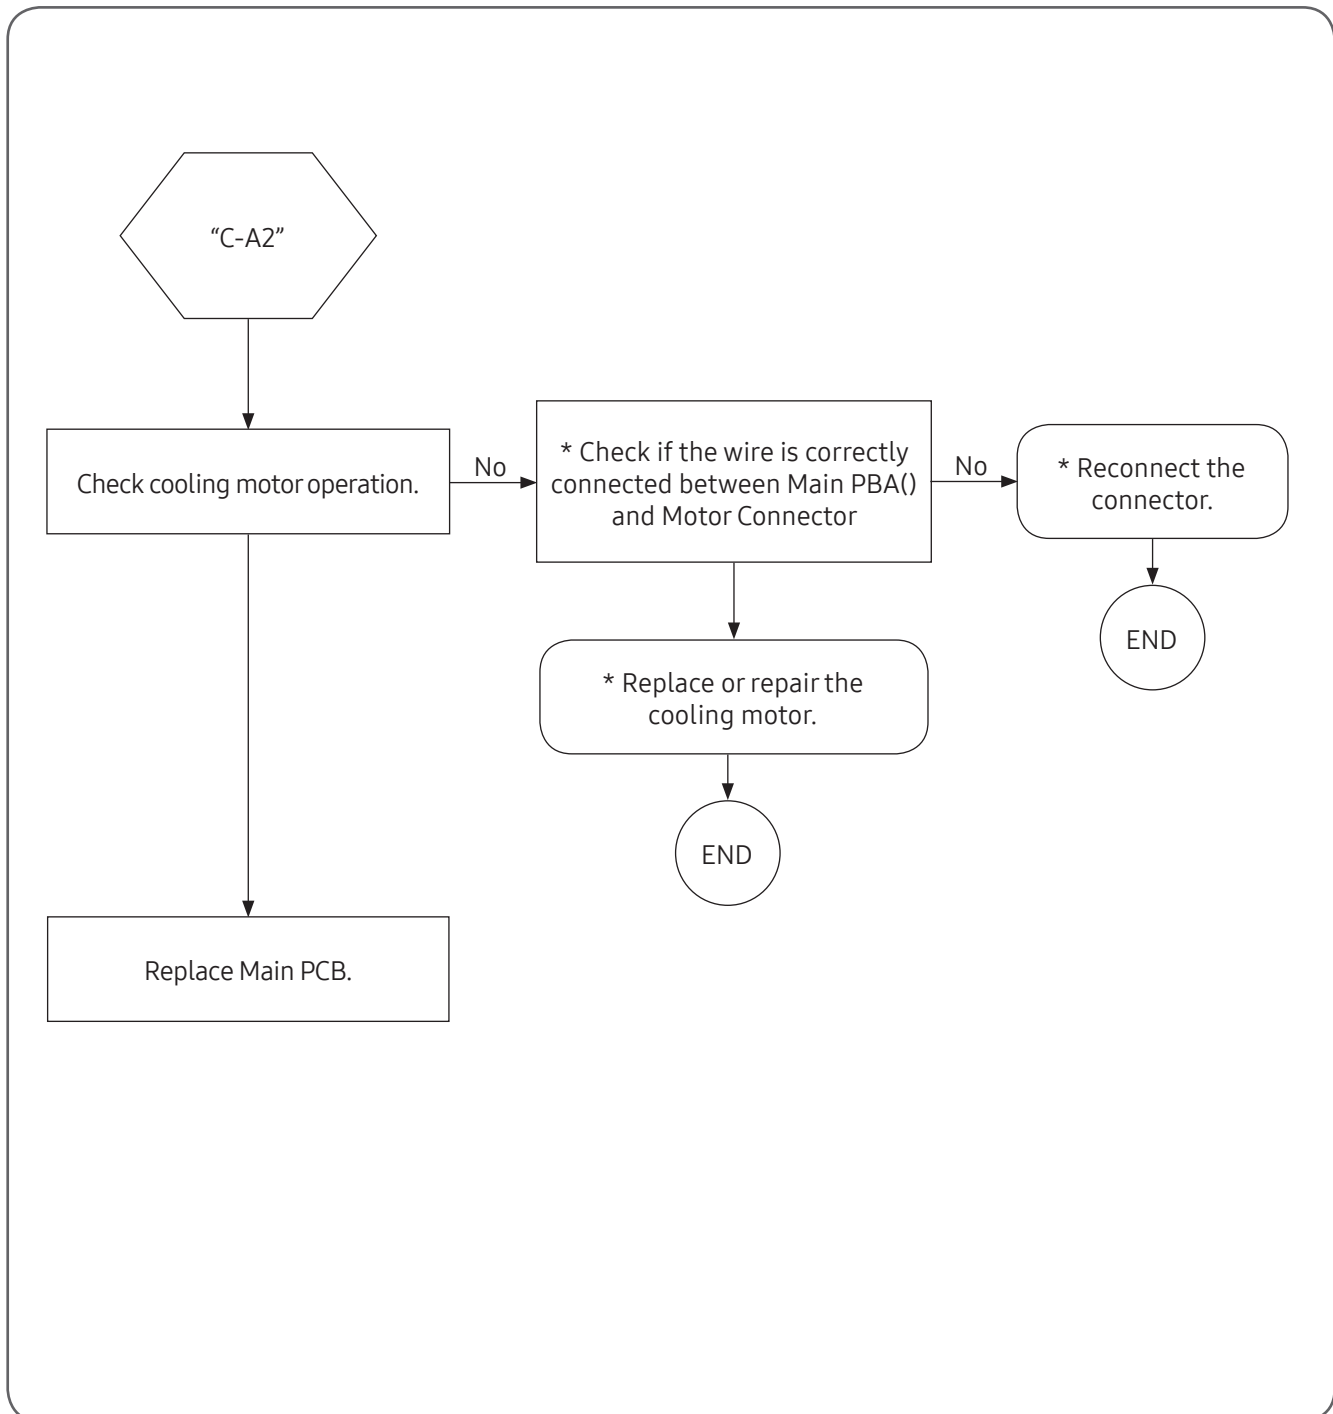 “C-A2”
Check cooling motor operation.
No
* Check if the wire is correctly
connected between Main PBA()
and Motor Connector
No
* Reconnect the
connector.
END
* Replace or repair the
cooling motor.
END
Replace Main PCB.